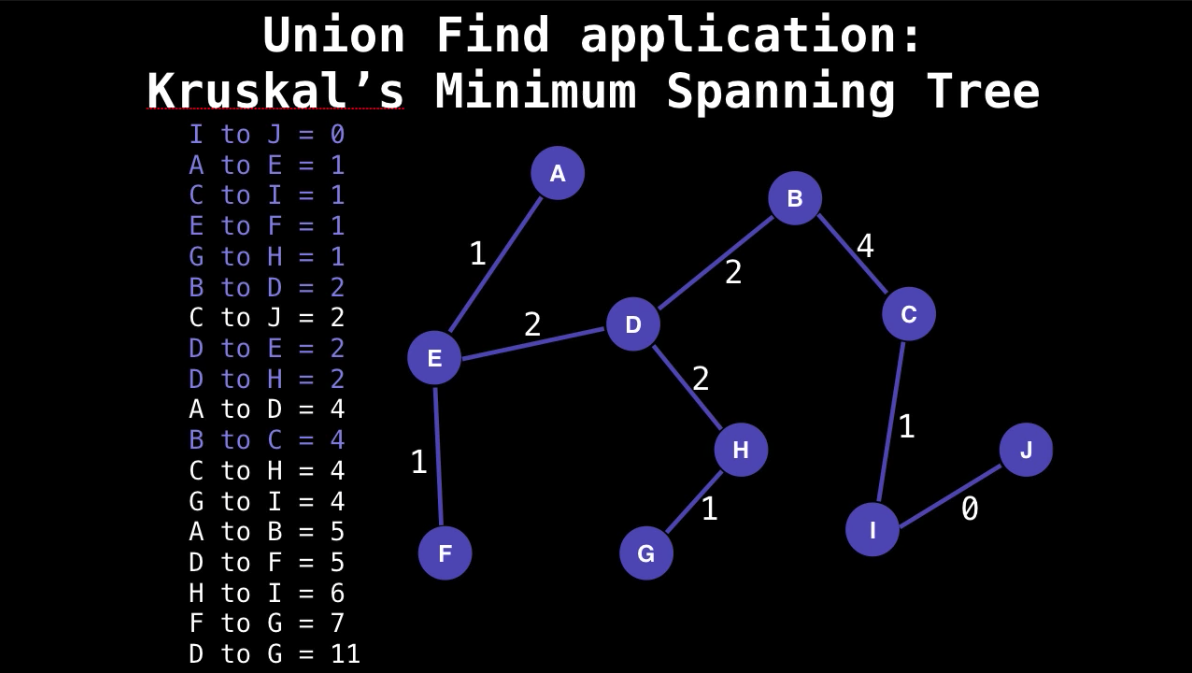 Union Find application:
Kruskal’s Minimum Spanning Tree
I to J = 0
A to E = 1
C to I = 1
E to F = 1
G to H = 1
B to D = 2
C to J = 2
D to E = 2
D to H = 2
A to D = 4
B to C = 4
C to H = 4
G to I = 4
A to B = 5
D to F = 5
H to I = 6
F to G = 7
D to G = 11
A
B
1
4
2
C
2
D
E
2
1
H
J
1
1
0
I
F
G